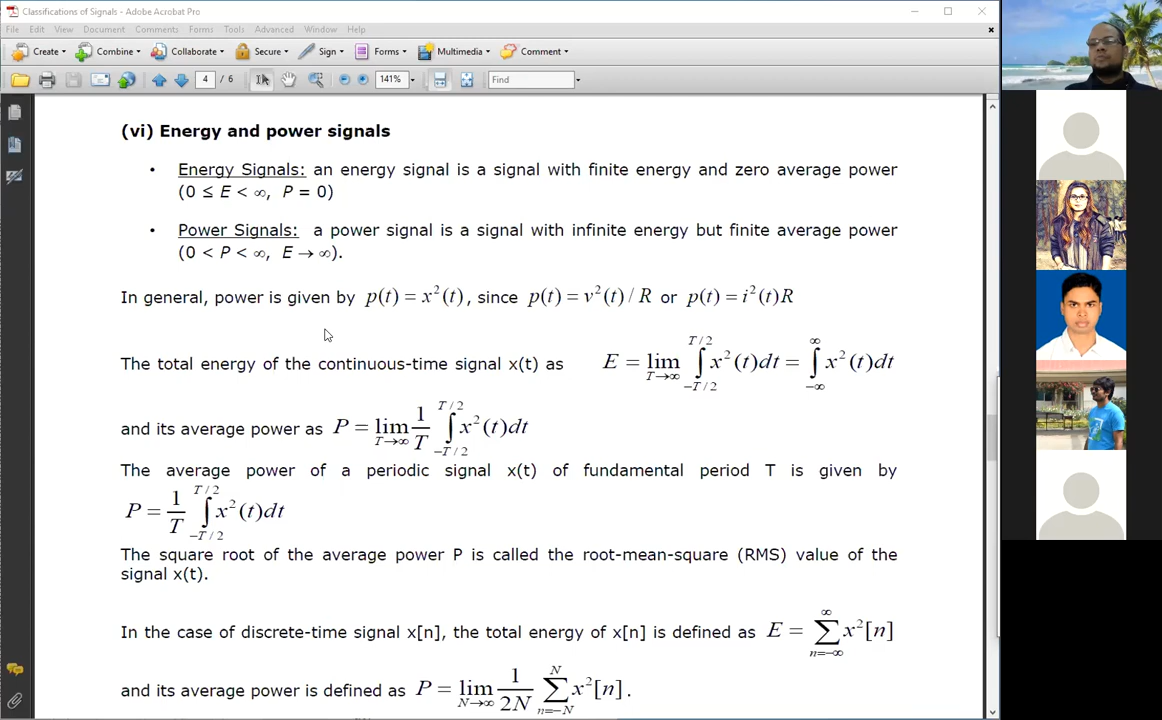 Classifications of Signals - Adobe Acrobat Pro
File Edit View Document Comments Forms Tools Advanced Window Help
Create Combine Collaborate Secure Sign Forms Multimedia Comment
4 / 6 141% Find
(vi) Energy and power signals
• Energy Signals: an energy signal is a signal with finite energy and zero average power
(0 ≤ E < ∞, P = 0)
• Power Signals: a power signal is a signal with infinite energy but finite average power
(0 < P < ∞, E → ∞).
In general, power is given by p(t) = x²(t), since p(t) = v²(t) / R or p(t) = i²(t)R
The total energy of the continuous-time signal x(t) as E = lim T→∞ ∫ −T/2 T/2 x²(t)dt = ∫ −∞ ∞ x²(t)dt
and its average power as P = lim T→∞ 1/T ∫ −T/2 T/2 x²(t)dt
The average power of a periodic signal x(t) of fundamental period T is given by
P = 1/T ∫ −T/2 T/2 x²(t)dt
The square root of the average power P is called the root-mean-square (RMS) value of the
signal x(t).
In the case of discrete-time signal x[n], the total energy of x[n] is defined as E = ∑ n=−∞ ∞ x²[n]
and its average power is defined as P = lim N→∞ 1/2N ∑ n=−N N x²[n].